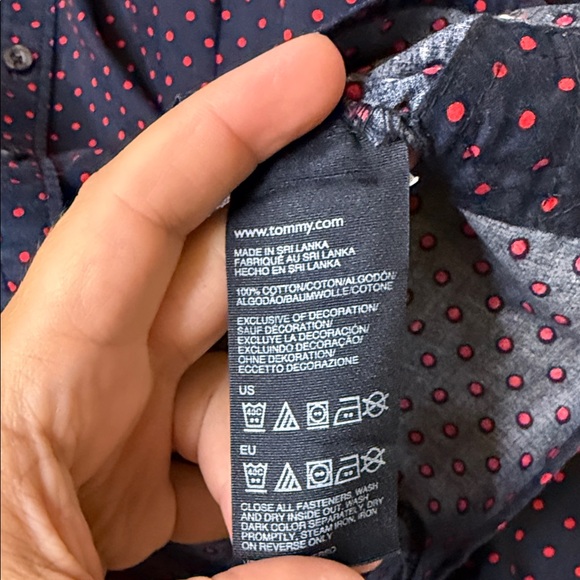 www.tommy.com
MADE IN SRI LANKA
FABRIQUÉ AU SRI LANKA
HECHO EN SRI LANKA
100% COTTON/COTON/ALGODÓN/
ALGODÃO/BAUMWOLLE/COTONE
EXCLUSIVE OF DECORATION/
SAUF DÉCORATION/
EXCLUYE LA DECORACIÓN/
EXCLUINDO DECORAÇÃO/
OHNE DEKORATION/
ECCETTO DECORAZIONE
US
EU
CLOSE ALL FASTENERS, WASH
AND DRY INSIDE OUT, WASH
DARK COLOR SEPARATELY, DRY
PROMPTLY, STEAM IRON, IRON
ON REVERSE ONLY